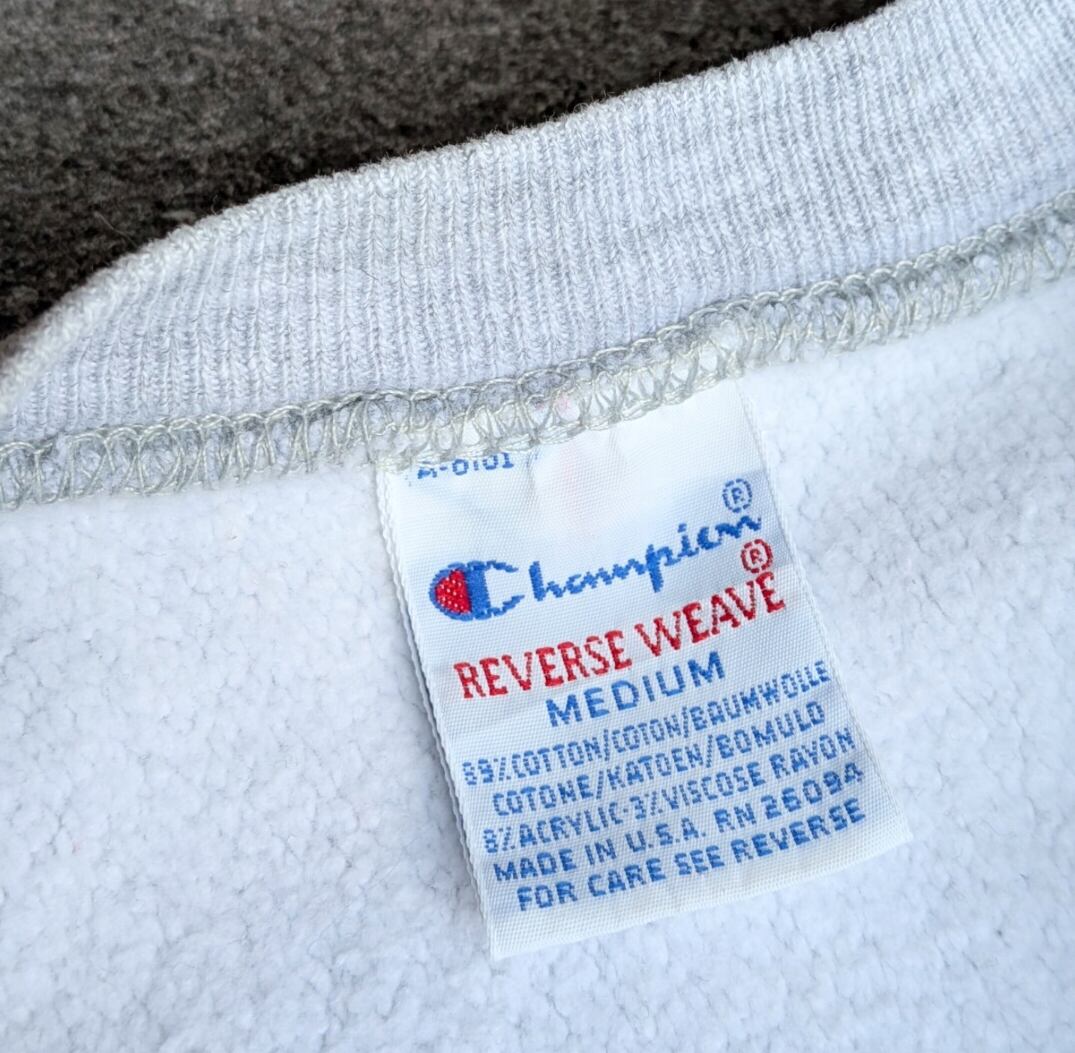 A-0101
Champion®
REVERSE WEAVE®
MEDIUM
89%COTTON/COTON/BAUMWOLLE
COTONE/KATOEN/BOMULD
8%ACRYLIC-3%VISCOSE RAYON
MADE IN U.S.A. RN 26094
FOR CARE SEE REVERSE